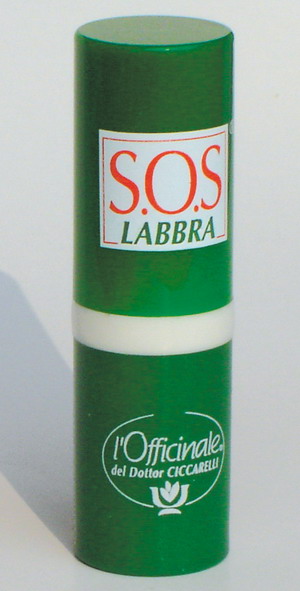 S.O.S
LABBRA
l'Officinale®
del Dottor CICCARELLI